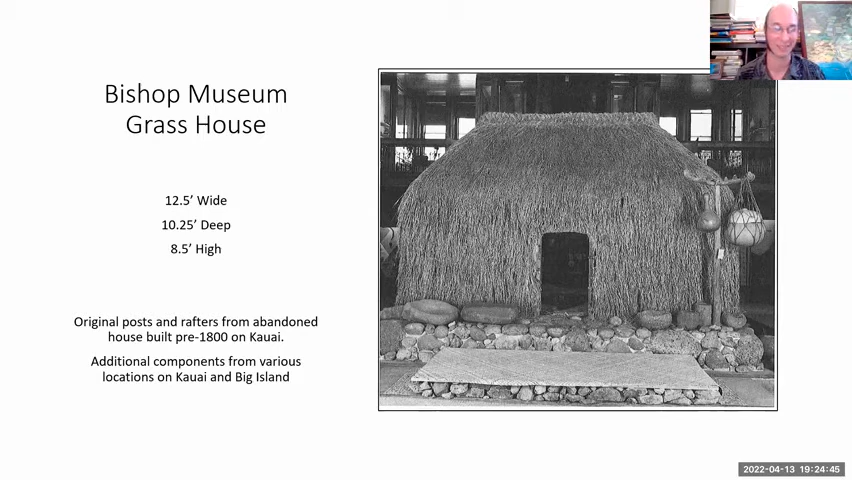 Bishop Museum
Grass House
12.5’ Wide
10.25’ Deep
8.5’ High
Original posts and rafters from abandoned
house built pre-1800 on Kauai.
Additional components from various
locations on Kauai and Big Island
2022-04-13 19:24:45